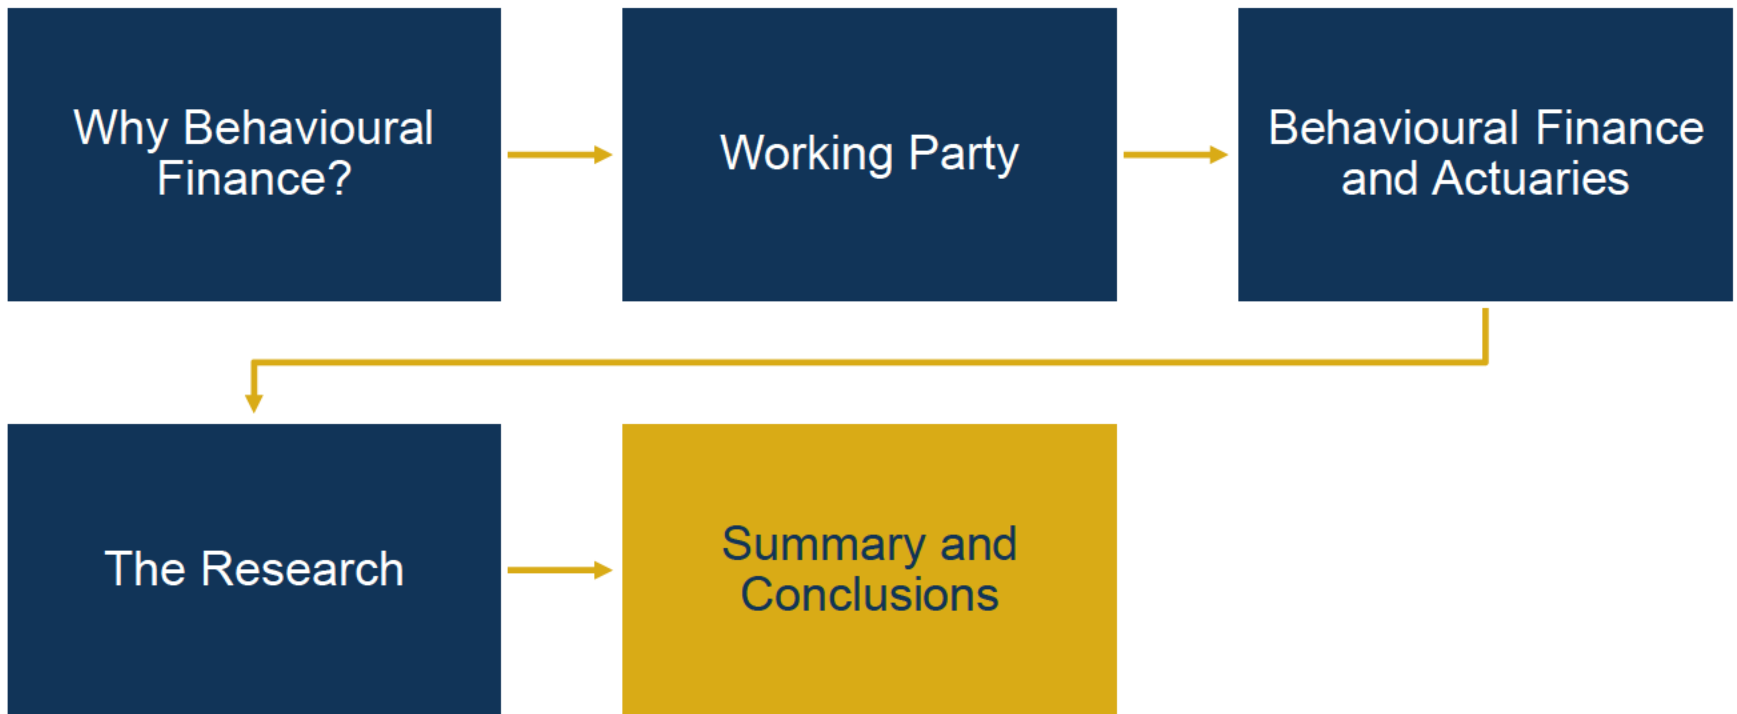 Why Behavioural
Finance?
Working Party
Behavioural Finance
and Actuaries
The Research
Summary and
Conclusions